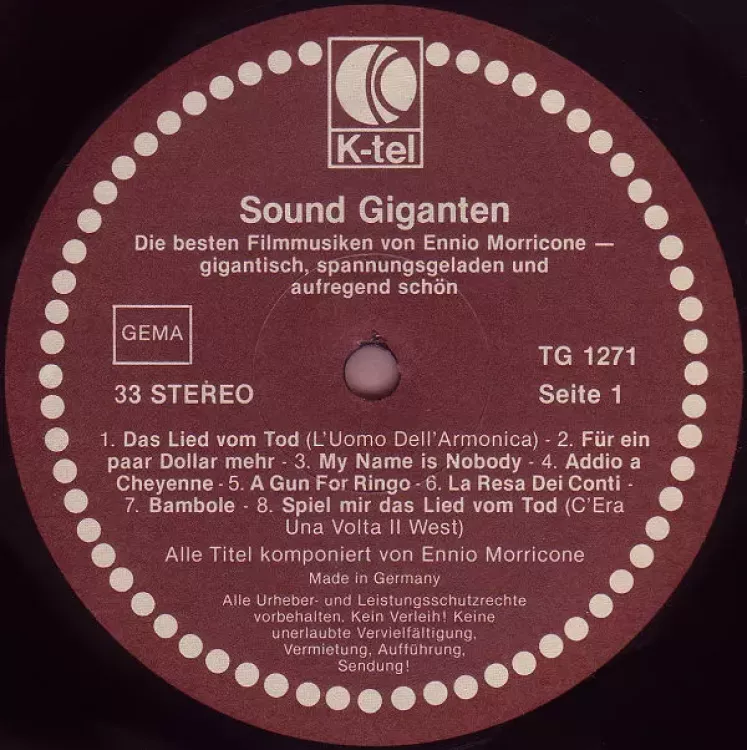 K-tel
Sound Giganten
Die besten Filmmusiken von Ennio Morricone —
gigantisch, spannungsgeladen und
aufregend schön
GEMA
TG 1271
33 STEREO
Seite 1
1. Das Lied vom Tod (L'Uomo Dell'Armonica) - 2. Für ein
paar Dollar mehr - 3. My Name is Nobody - 4. Addio a
Cheyenne - 5. A Gun For Ringo - 6. La Resa Dei Conti -
7. Bambole - 8. Spiel mir das Lied vom Tod (C'Era
Una Volta Il West)
Alle Titel komponiert von Ennio Morricone
Made in Germany
Alle Urheber- und Leistungsschutzrechte
vorbehalten. Kein Verleih! Keine
unerlaubte Vervielfältigung,
Vermietung, Aufführung,
Sendung!